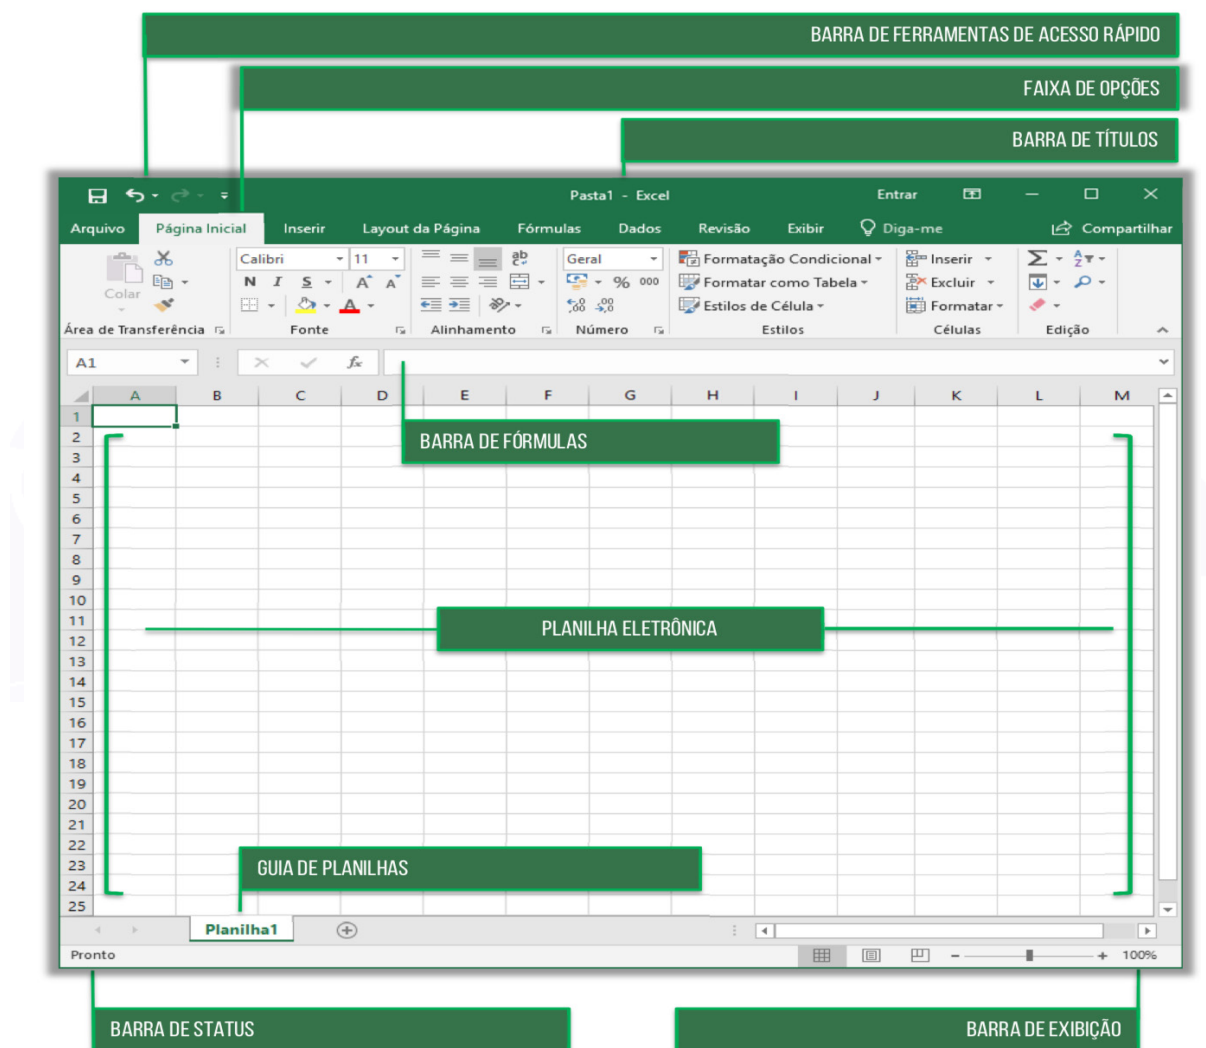 BARRA DE FERRAMENTAS DE ACESSO RÁPIDO
FAIXA DE OPÇÕES
BARRA DE TÍTULOS
Pasta1 - Excel Entrar
Arquivo Página Inicial Inserir Layout da Página Fórmulas Dados Revisão Exibir Diga-me Compartilhar
Colar
Calibri 11
N I S A A
A
ab
Geral
% 000
,00 ,00
,00 ,0
Formatação Condicional
Formatar como Tabela
Estilos de Célula
Inserir
Excluir
Formatar
Σ A Z
Área de Transferência Fonte Alinhamento Número Estilos Células Edição
A1 fx
A B C D E F G H I J K L M
1
2
BARRA DE FÓRMULAS
3
4
5
6
7
8
9
10
11
PLANILHA ELETRÔNICA
12
13
14
15
16
17
18
19
20
21
22
23
GUIA DE PLANILHAS
24
25
Planilha1
Pronto 100%
BARRA DE STATUS
BARRA DE EXIBIÇÃO